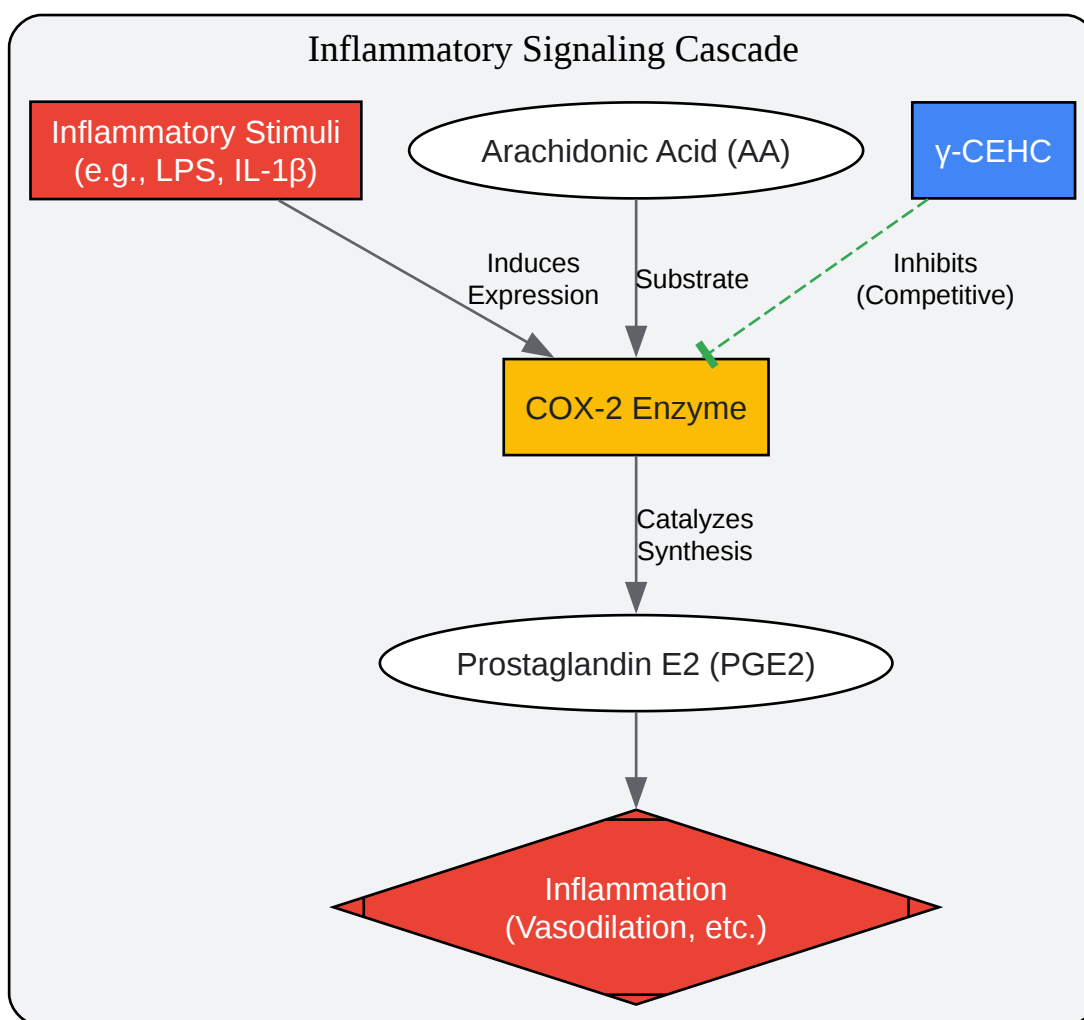 Inflammatory Signaling Cascade
Inflammatory Stimuli
(e.g., LPS, IL-1β)
Arachidonic Acid (AA)
γ-CEHC
Induces
Expression
Substrate
Inhibits
(Competitive)
COX-2 Enzyme
Catalyzes
Synthesis
Prostaglandin E2 (PGE2)
Inflammation
(Vasodilation, etc.)